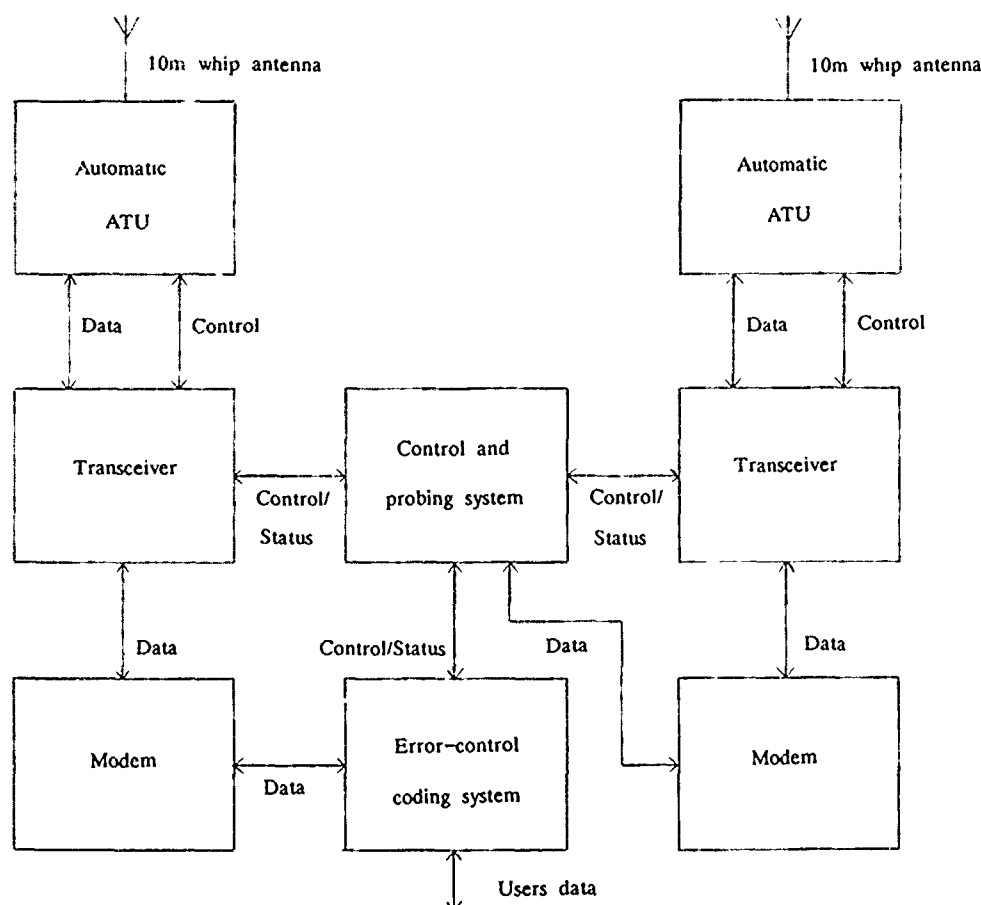 10m whip antenna
10m whip antenna
Automatic
ATU
Automatic
ATU
Data
Control
Data
Control
Transceiver
Control and
probing system
Transceiver
Control/
Status
Control/
Status
Data
Control/Status
Data
Data
Modem
Error-control
coding system
Modem
Data
Users data